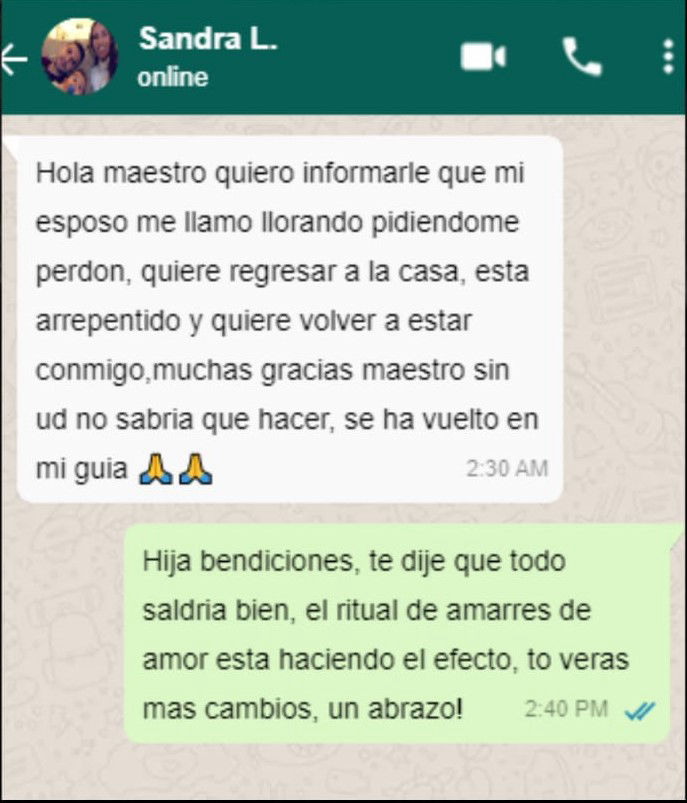 Sandra L.
online
Hola maestro quiero informarle que mi
esposo me llamo llorando pidiendome
perdon, quiere regresar a la casa, esta
arrepentido y quiere volver a estar
conmigo,muchas gracias maestro sin
ud no sabria que hacer, se ha vuelto en
mi guia 🙏🙏 2:30 AM
Hija bendiciones, te dije que todo
saldria bien, el ritual de amarres de
amor esta haciendo el efecto, to veras
mas cambios, un abrazo! 2:40 PM